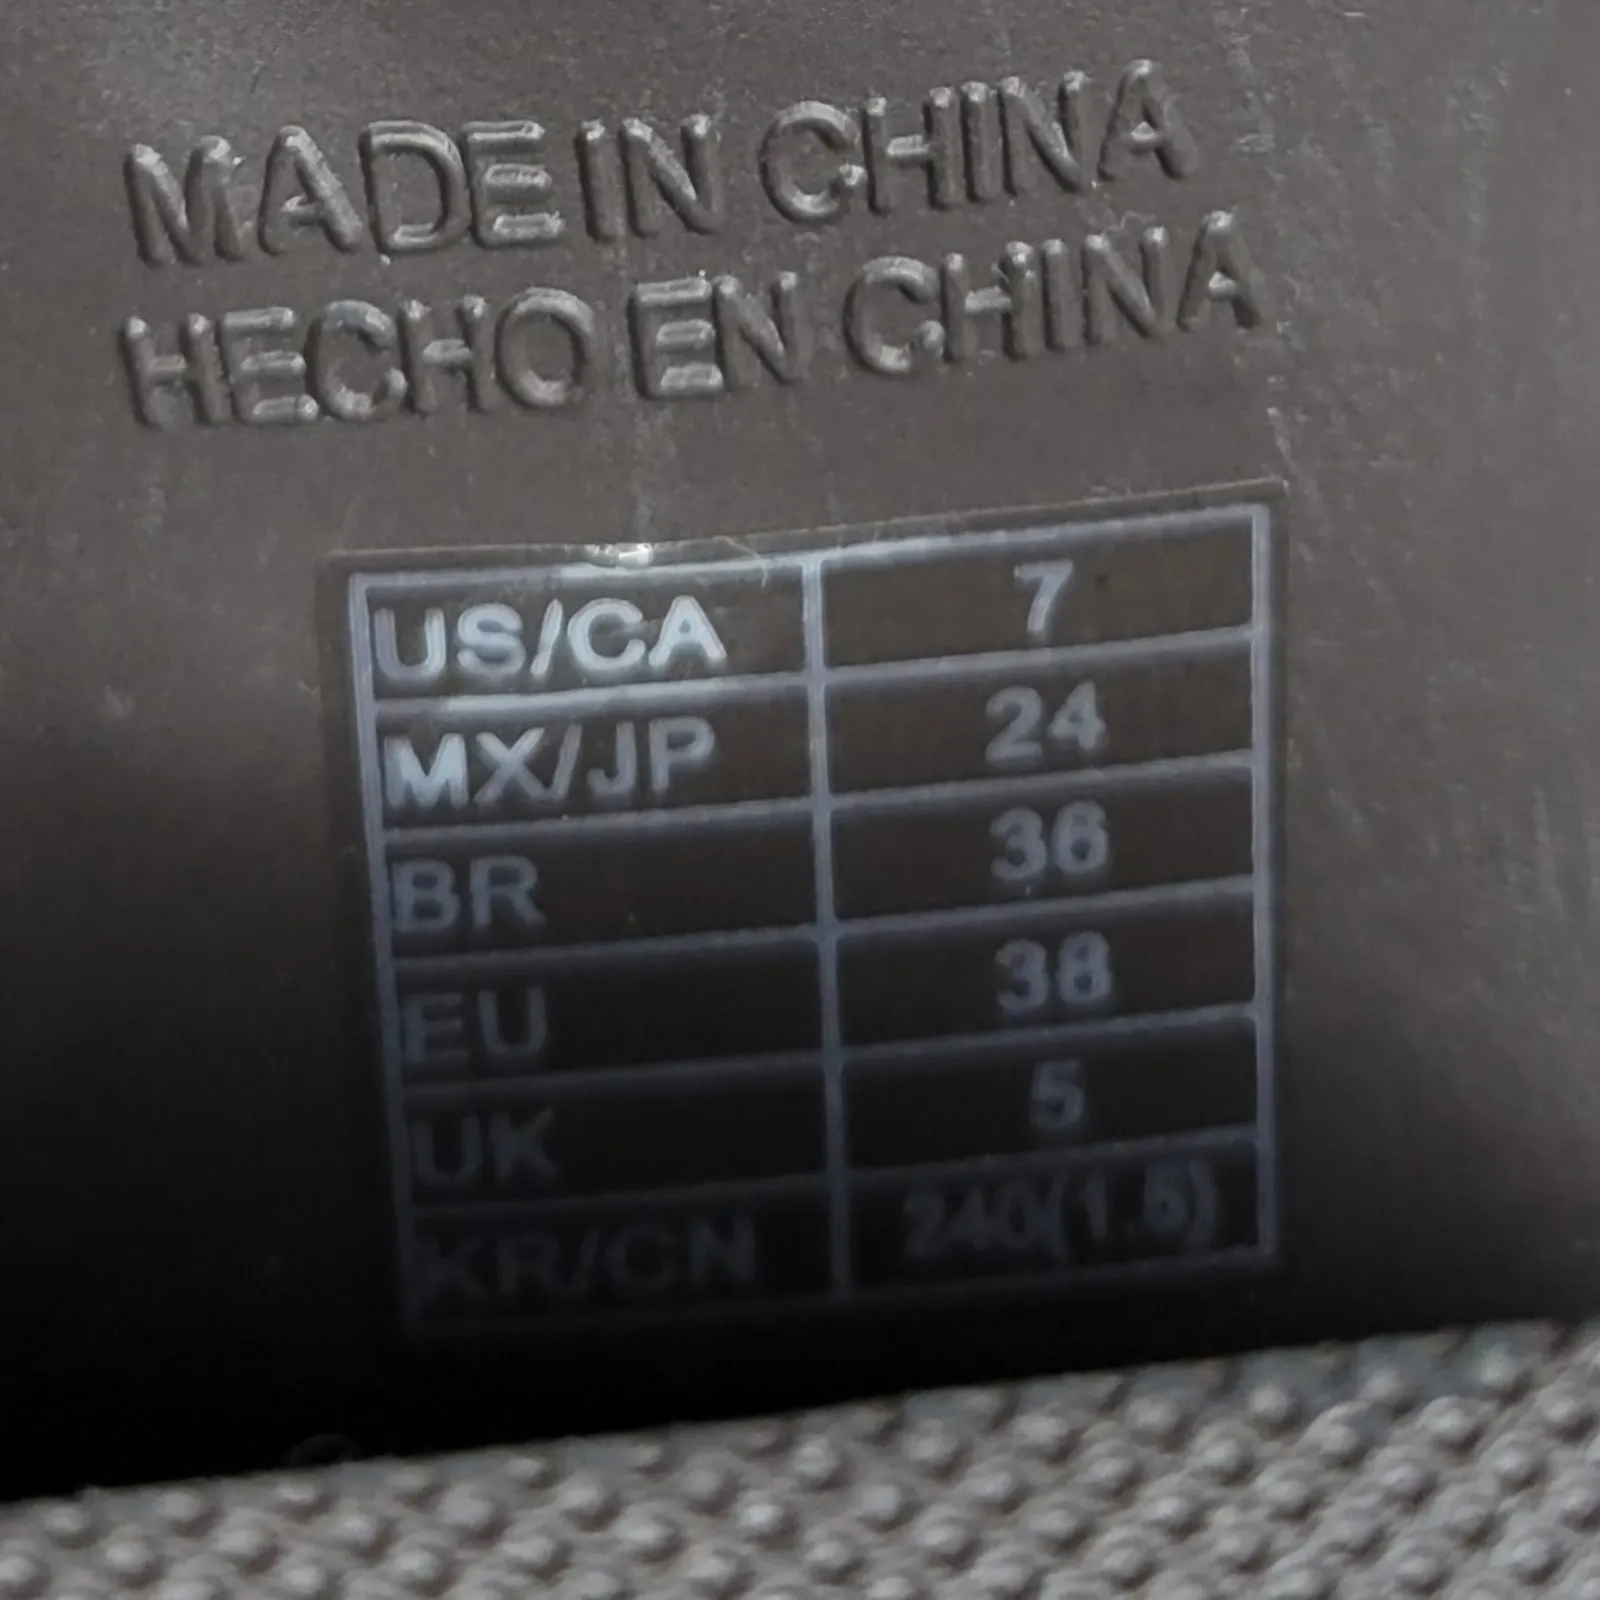 MADE IN CHINA
HECHO EN CHINA
US/CA 7
MX/JP 24
BR 36
EU 38
UK 5
KR/CN 240(1.5)